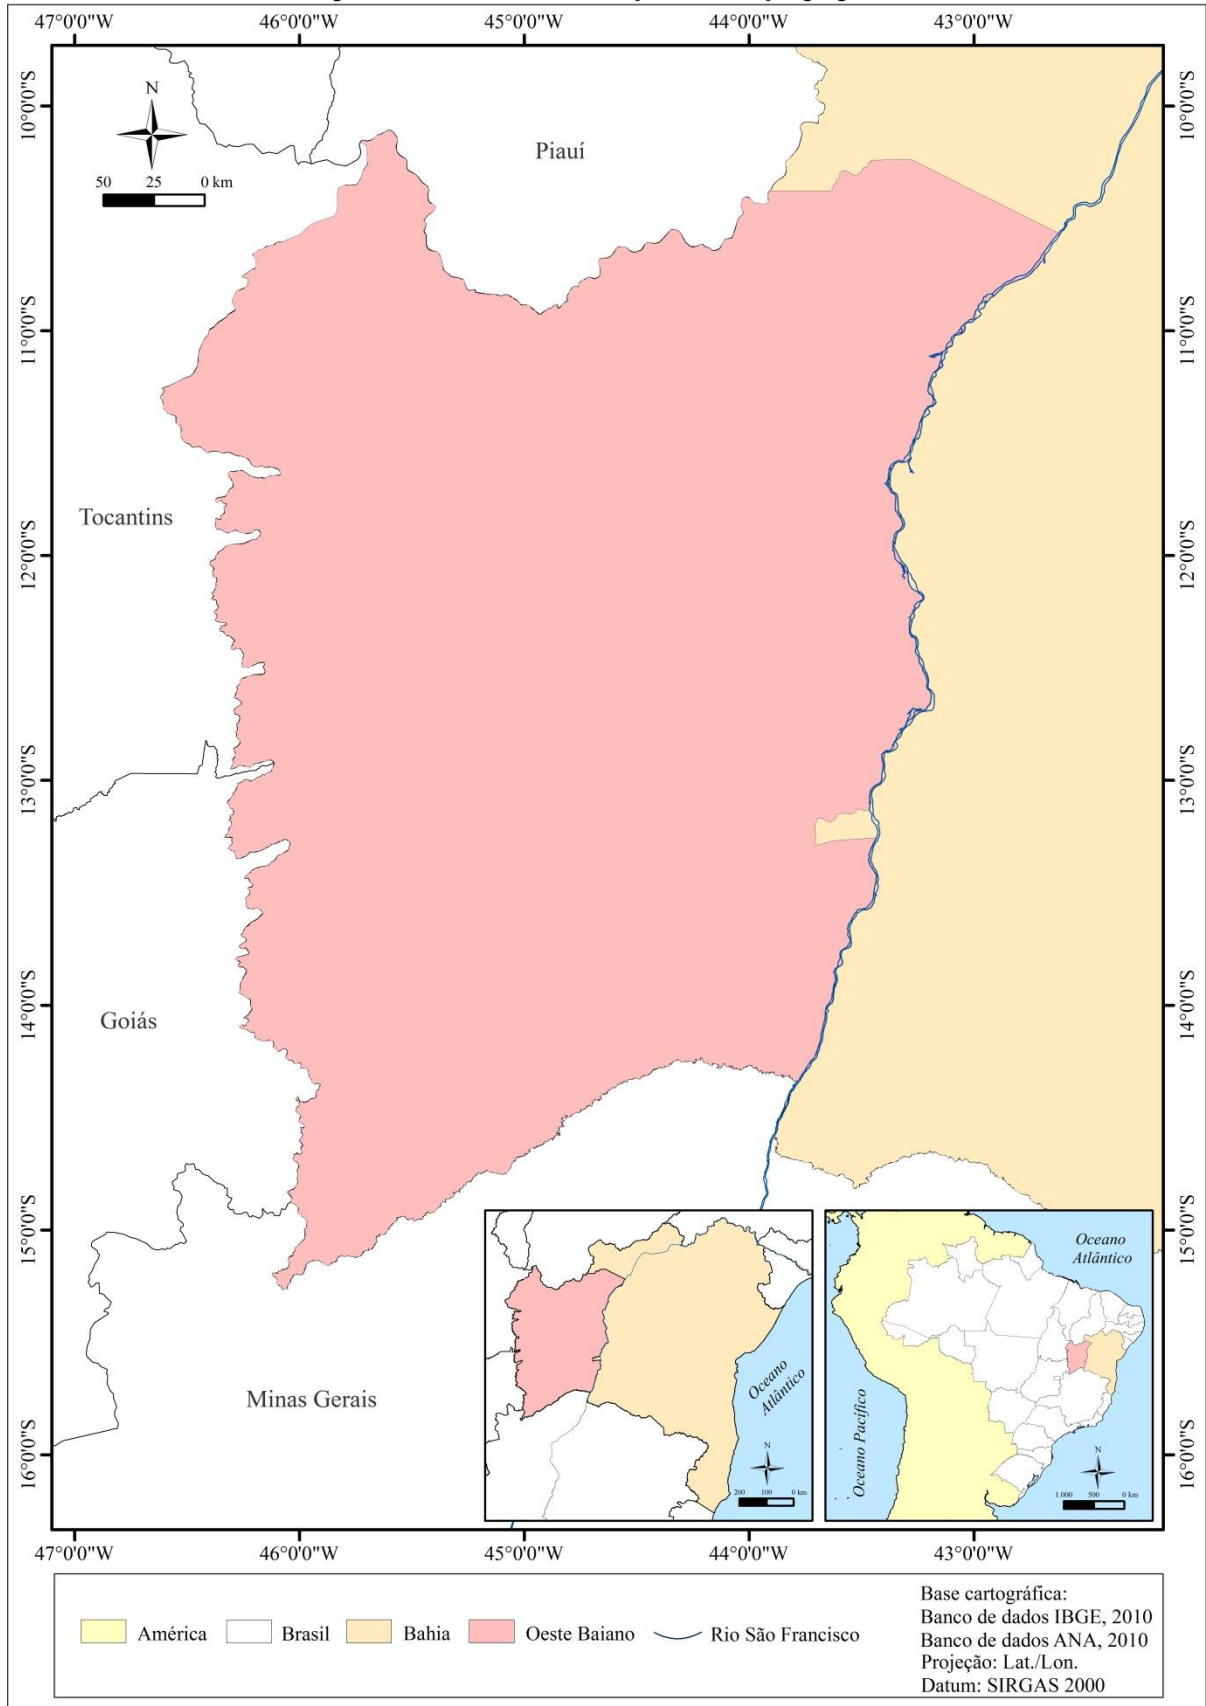 47°0'0"W 46°0'0"W 45°0'0"W 44°0'0"W 43°0'0"W
10°0'0"S
10°0'0"S
N
50 25 0 km
Piauí
11°0'0"S
11°0'0"S
Tocantins
12°0'0"S
12°0'0"S
13°0'0"S
13°0'0"S
14°0'0"S
14°0'0"S
Goiás
15°0'0"S
15°0'0"S
Minas Gerais
16°0'0"S
16°0'0"S
Oceano
Atlântico
N
200 100 0 km
Oceano
Atlântico
Oceano Pacífico
N
1.000 500 0 km
47°0'0"W 46°0'0"W 45°0'0"W 44°0'0"W 43°0'0"W
América Brasil Bahia Oeste Baiano Rio São Francisco
Base cartográfica:
Banco de dados IBGE, 2010
Banco de dados ANA, 2010
Projeção: Lat./Lon.
Datum: SIRGAS 2000